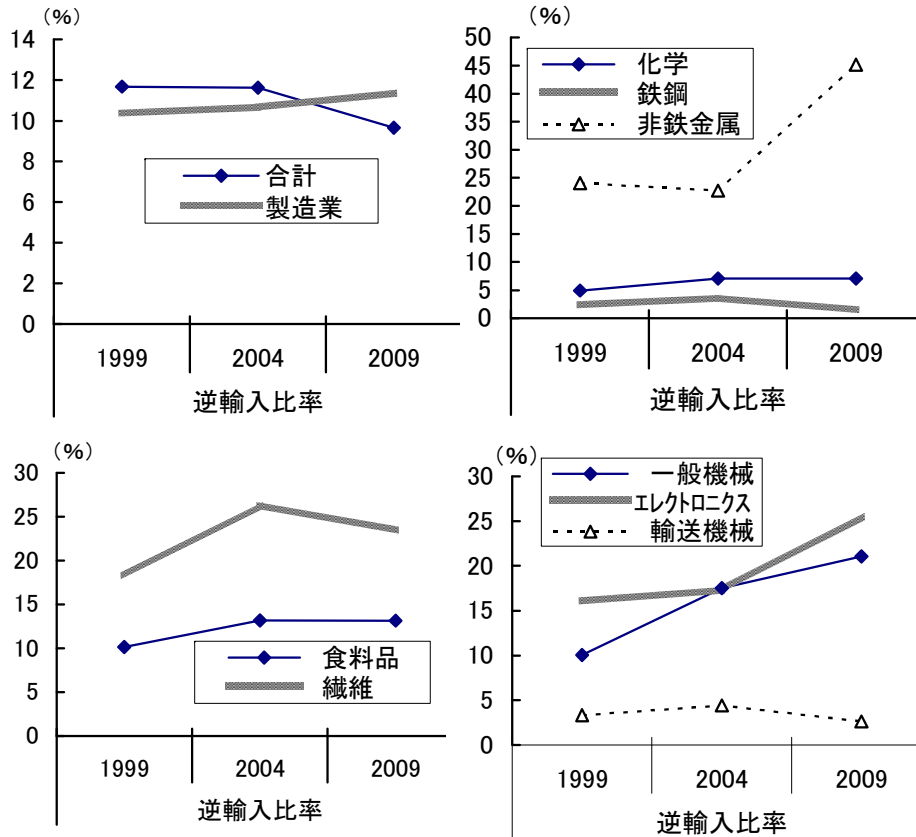 （%）
14
12
10
8
6
4
2
0
合計
製造業
1999 2004 2009
逆輸入比率
（%）
50
45
40
35
30
25
20
15
10
5
0
化学
鉄鋼
非鉄金属
1999 2004 2009
逆輸入比率
（%）
30
25
20
15
10
5
0
食料品
繊維
1999 2004 2009
逆輸入比率
（%）
30
25
20
15
10
5
0
一般機械
ｴﾚｸﾄﾛﾆｸｽ
輸送機械
1999 2004 2009
逆輸入比率